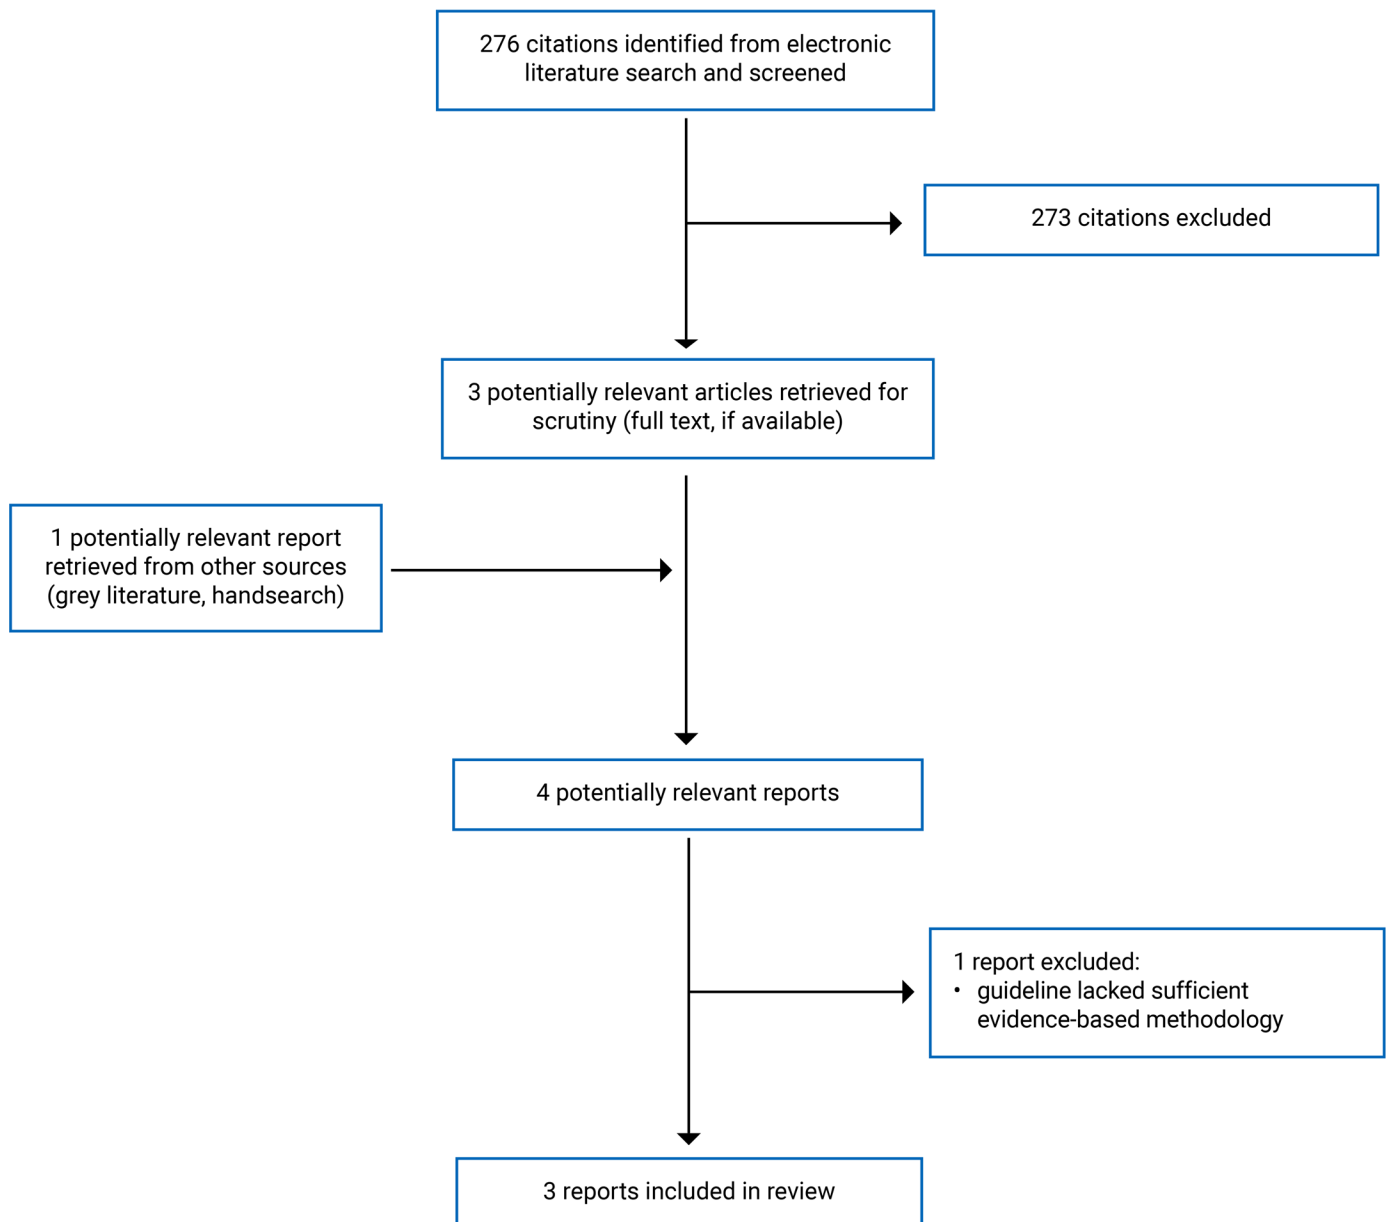 276 citations identified from electronic
literature search and screened
273 citations excluded
3 potentially relevant articles retrieved for
scrutiny (full text, if available)
1 potentially relevant report
retrieved from other sources
(grey literature, handsearch)
4 potentially relevant reports
1 report excluded:
• guideline lacked sufficient
evidence-based methodology
3 reports included in review